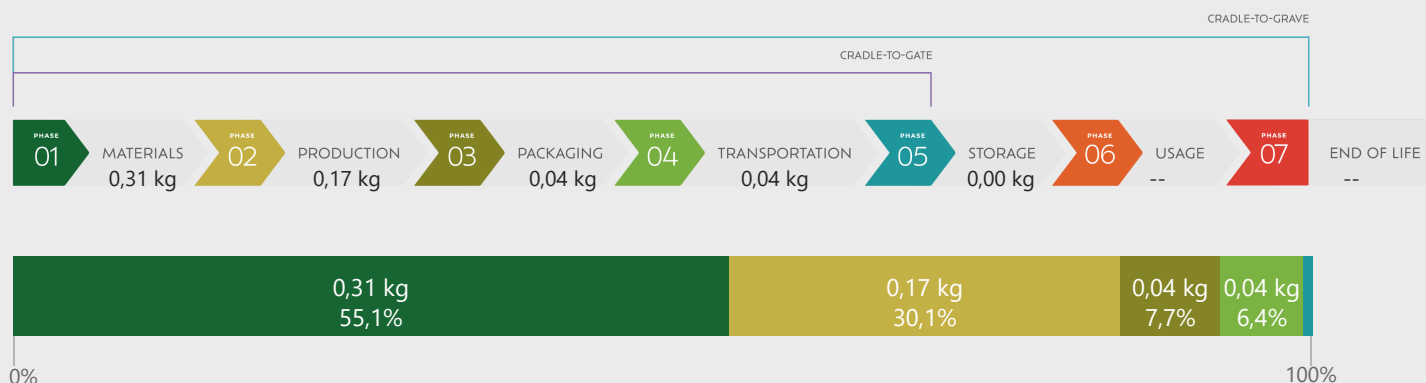 CRADLE-TO-GRAVE
CRADLE-TO-GATE
PHASE
01
MATERIALS
0,31 kg
PHASE
02
PRODUCTION
0,17 kg
PHASE
03
PACKAGING
0,04 kg
PHASE
04
TRANSPORTATION
0,04 kg
PHASE
05
STORAGE
0,00 kg
PHASE
06
USAGE
--
PHASE
07
END OF LIFE
--
0,31 kg
55,1%
0,17 kg
30,1%
0,04 kg
7,7%
0,04 kg
6,4%
0%
100%